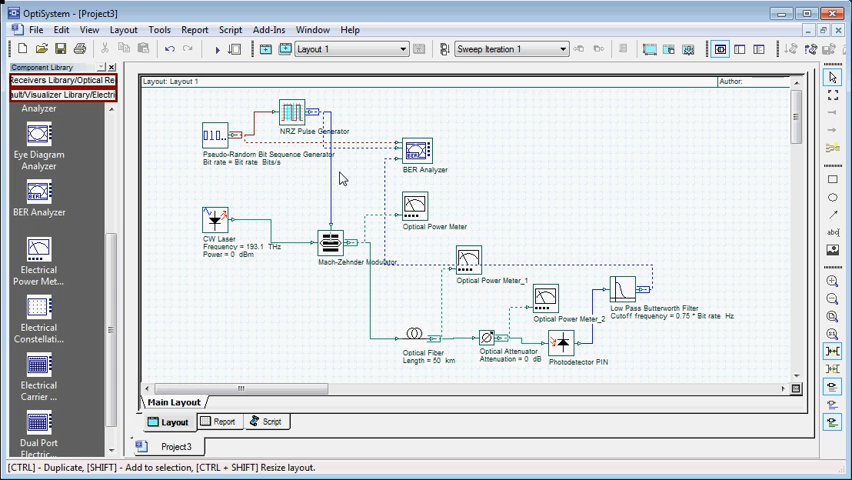 OptiSystem - [Project3]
File Edit View Layout Tools Report Script Add-Ins Window Help
Layout 1
Sweep Iteration 1
Component Library
Receivers Library/Optical Re
ault/Visualizer Library/Electri
Analyzer
Eye Diagram
Analyzer
BER Analyzer
Electrical
Power Met...
Electrical
Constellati...
Electrical
Carrier ...
Dual Port
Electric...
Layout: Layout 1
Author:
NRZ Pulse Generator
010..
Pseudo-Random Bit Sequence Generator
Bit rate = Bit rate Bits/s
BER Analyzer
Optical Power Meter
CW Laser
Frequency = 193.1 THz
Power = 0 dBm
Mach-Zehnder Modulator
Optical Power Meter_1
Optical Power Meter_2
Low Pass Butterworth Filter
Cutoff frequency = 0.75 * Bit rate Hz
Optical Fiber
Length = 50 km
Optical Attenuator
Attenuation = 0 dB
Photodetector PIN
abc
Main Layout
Layout Report Script
Project3
[CTRL] - Duplicate, [SHIFT] - Add to selection, [CTRL + SHIFT] Resize layout.